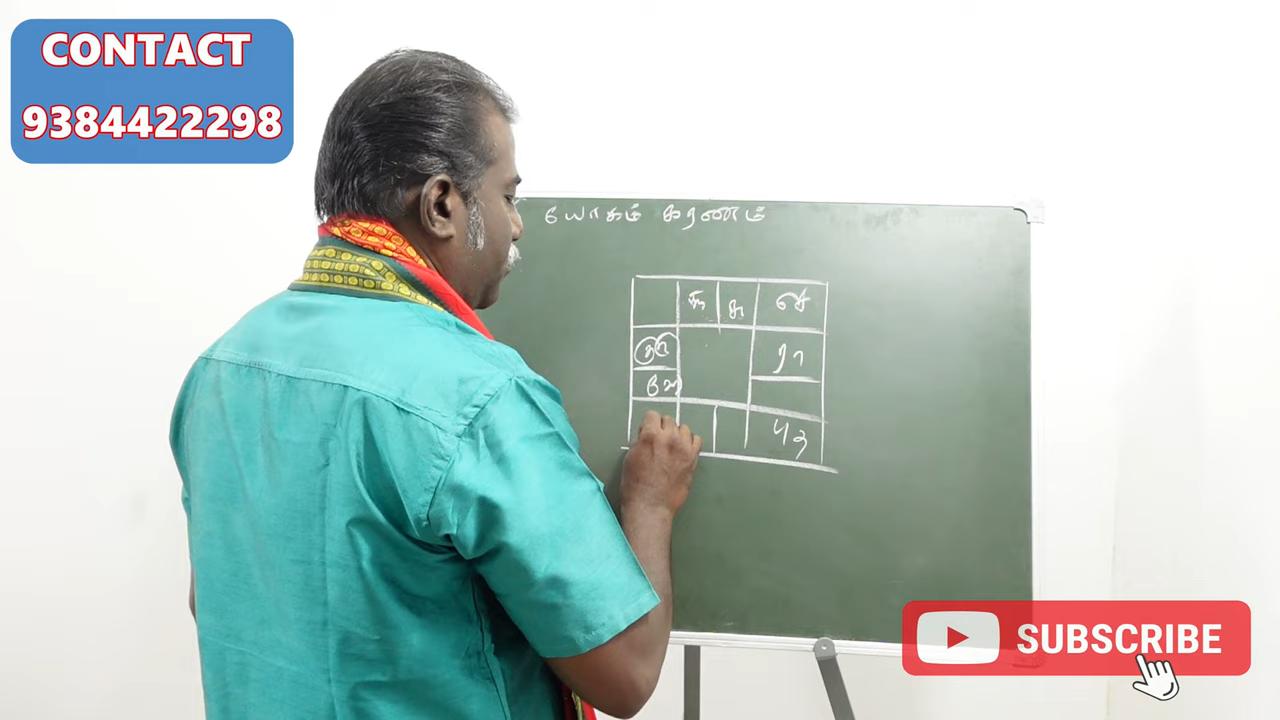 CONTACT
9384422298
யோகம் கரணம்
சூ சு செ
குரு ரா
பு
SUBSCRIBE